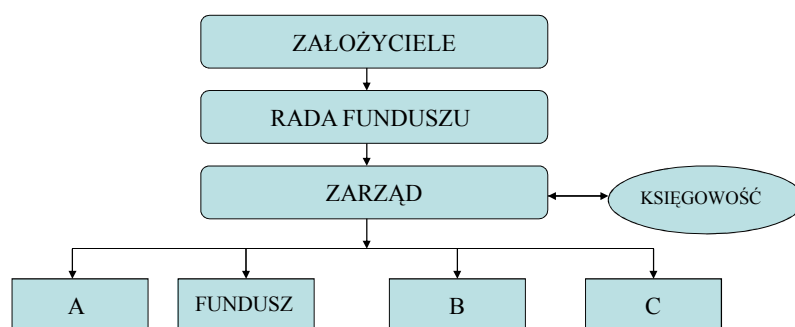 ZAŁOŻYCIELE
RADA FUNDUSZU
ZARZĄD
KSIĘGOWOŚĆ
A
FUNDUSZ
B
C